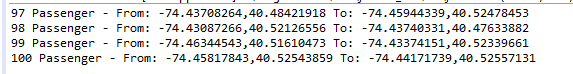 97 Passenger - From: -74.43708264,40.48421918 To: -74.45944339,40.52478453
98 Passenger - From: -74.43087266,40.52126556 To: -74.43740331,40.47633882
99 Passenger - From: -74.46344543,40.51610473 To: -74.43374151,40.52339661
100 Passenger - From: -74.45817843,40.52543859 To: -74.44171739,40.52557131